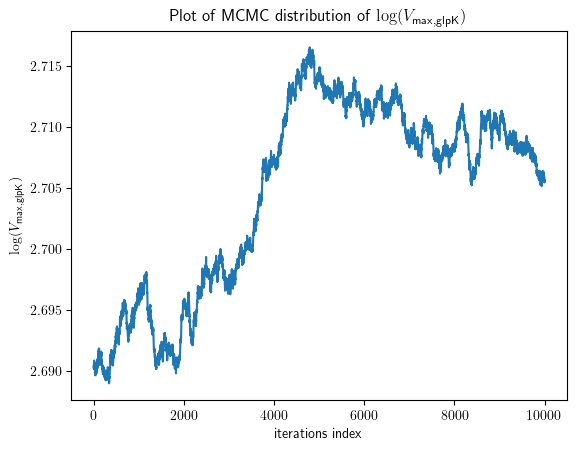 Plot of MCMC distribution of log(V_max,glpK)
2.715
2.710
2.705
2.700
2.695
2.690
log(V_max,glpK)
0 2000 4000 6000 8000 10000
iterations index